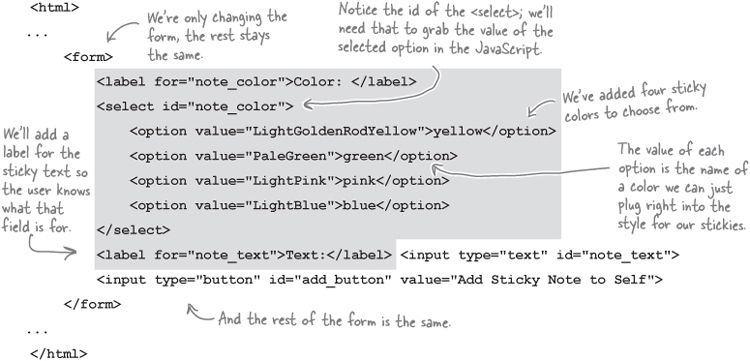 <html>
...
<form>
We're only changing the
form, the rest stays
the same.
Notice the id of the <select>; we'll
need that to grab the value of the
selected option in the JavaScript.
<label for="note_color">Color: </label>
<select id="note_color">
<option value="LightGoldenRodYellow">yellow</option>
<option value="PaleGreen">green</option>
<option value="LightPink">pink</option>
<option value="LightBlue">blue</option>
</select>
<label for="note_text">Text:</label> <input type="text" id="note_text">
<input type="button" id="add_button" value="Add Sticky Note to Self">
</form>
...
</html>
We've added four sticky
colors to choose from.
The value of each
option is the name of
a color we can just
plug right into the
style for our stickies.
We'll add a
label for the
sticky text so
the user knows
what that
field is for.
And the rest of the form is the same.